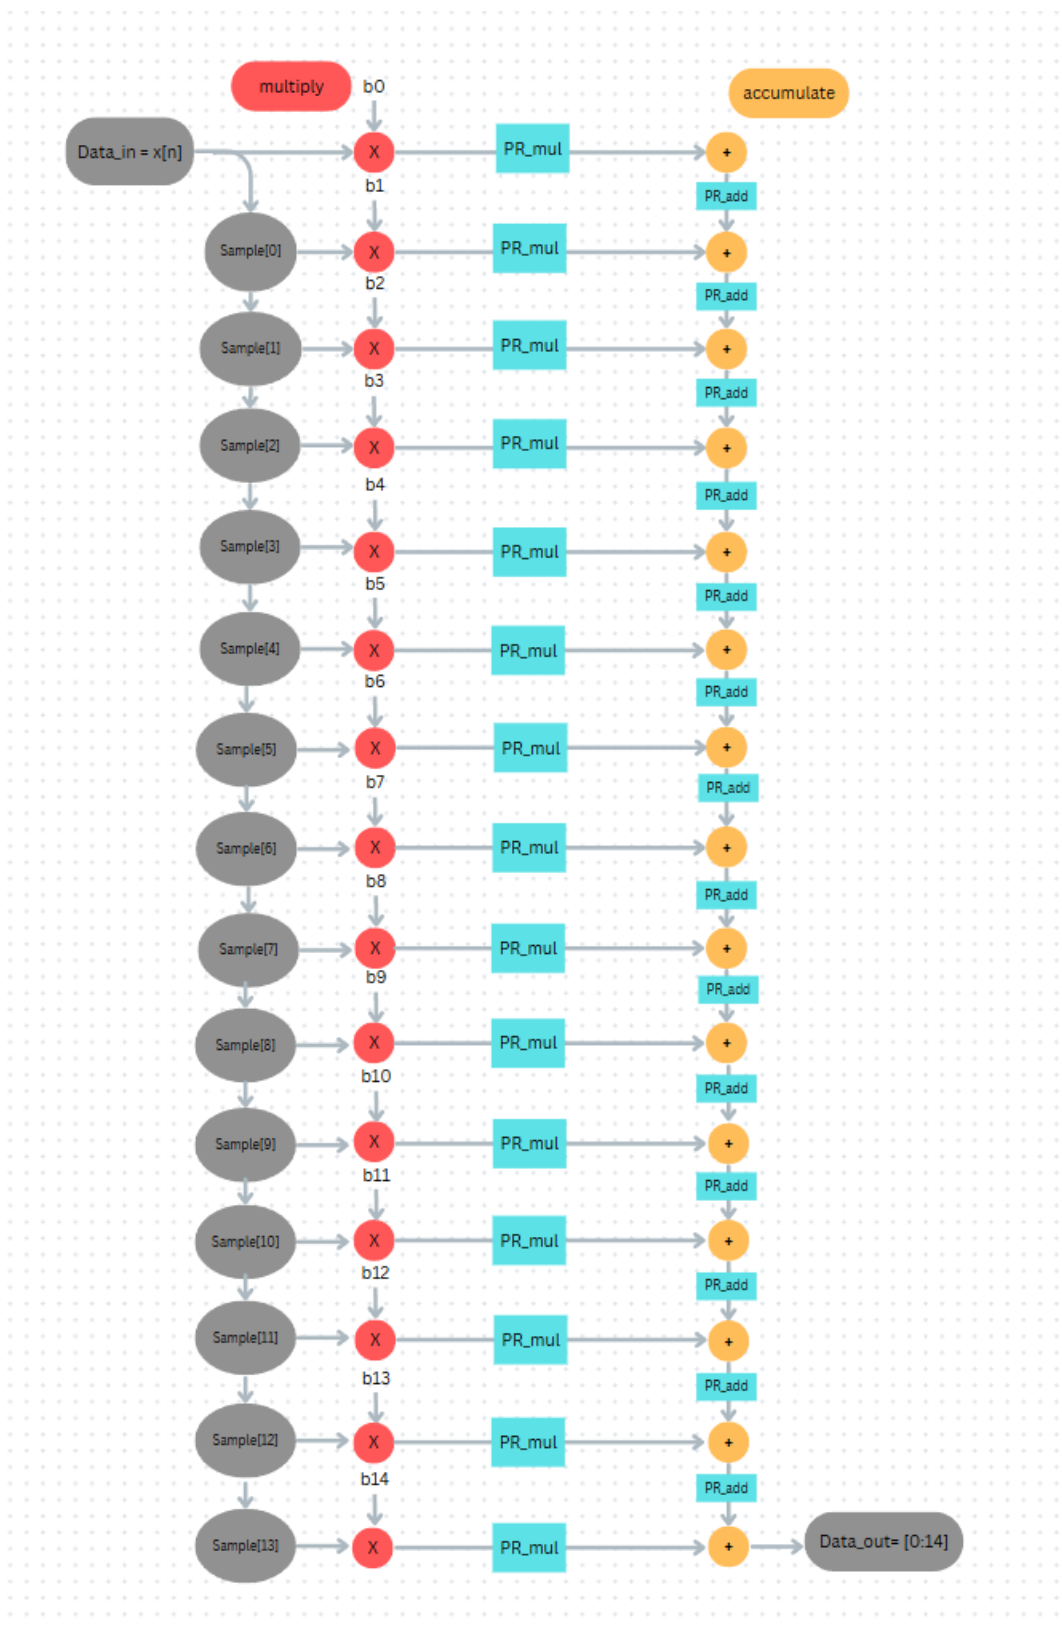 multiply b0 accumulate
Data_in = x[n] X PR_mul +
b1 PR_add
Sample[0] X PR_mul +
b2 PR_add
Sample[1] X PR_mul +
b3 PR_add
Sample[2] X PR_mul +
b4 PR_add
Sample[3] X PR_mul +
b5 PR_add
Sample[4] X PR_mul +
b6 PR_add
Sample[5] X PR_mul +
b7 PR_add
Sample[6] X PR_mul +
b8 PR_add
Sample[7] X PR_mul +
b9 PR_add
Sample[8] X PR_mul +
b10 PR_add
Sample[9] X PR_mul +
b11 PR_add
Sample[10] X PR_mul +
b12 PR_add
Sample[11] X PR_mul +
b13 PR_add
Sample[12] X PR_mul +
b14 PR_add
Sample[13] X PR_mul + Data_out= [0:14]